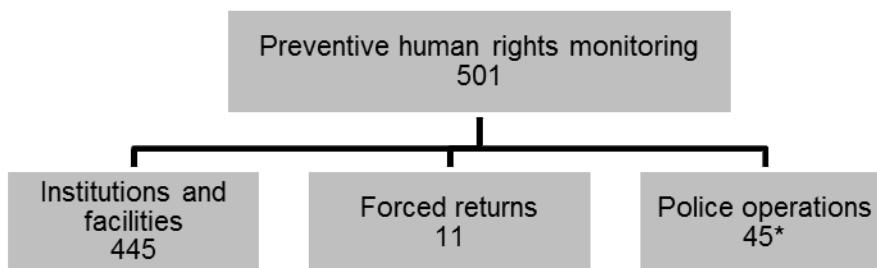 Preventive human rights monitoring
501
Institutions and
facilities
445
Forced returns
11
Police operations
45*